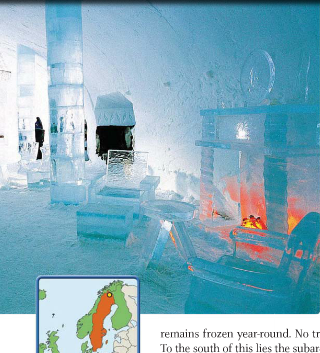 remains frozen year-round. No tr
To the south of this lies the subar